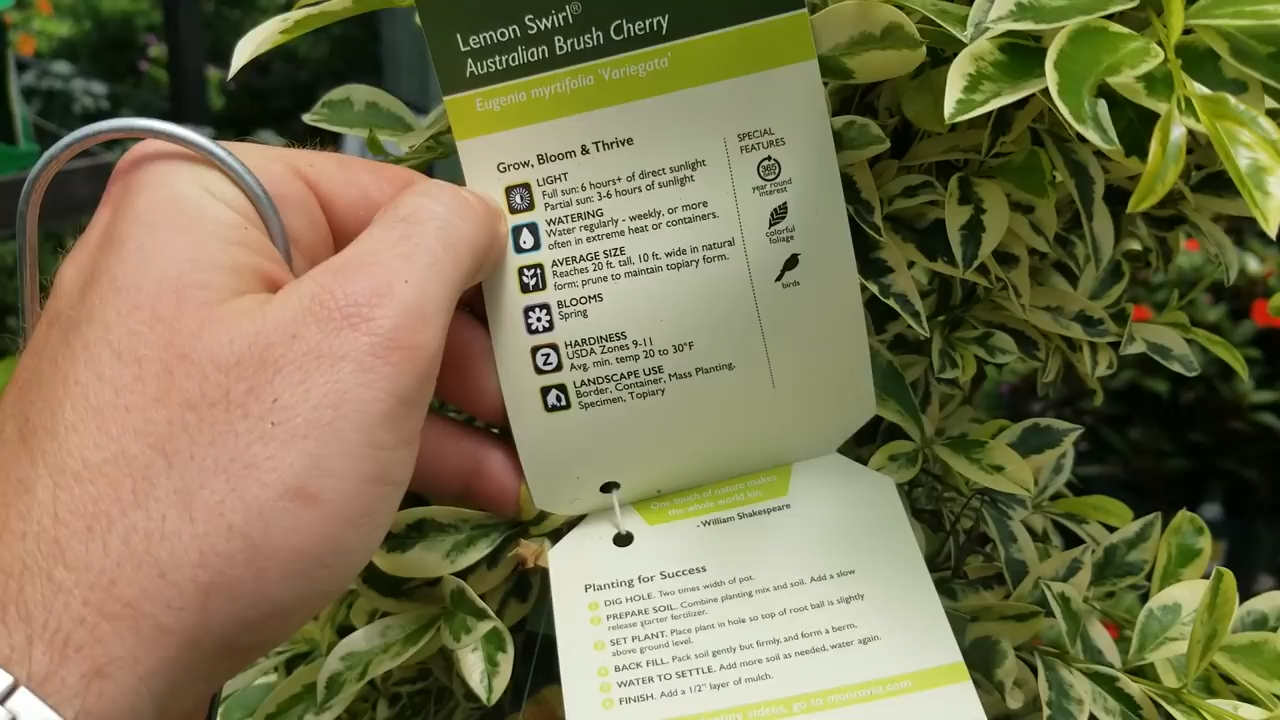 Lemon Swirl®
Australian Brush Cherry
Eugenia myrtifolia 'Variegata'
Grow, Bloom & Thrive
LIGHT
Full sun: 6 hours+ of direct sunlight
Partial sun: 3-6 hours of sunlight
WATERING
Water regularly - weekly, or more
often in extreme heat or containers.
AVERAGE SIZE
Reaches 20 ft. tall, 10 ft. wide in natural
form; prune to maintain topiary form.
BLOOMS
Spring
Z
HARDINESS
USDA Zones 9-11
Avg. min. temp 20 to 30°F
LANDSCAPE USE
Border, Container, Mass Planting,
Specimen, Topiary
SPECIAL
FEATURES
365
year round
interest
colorful
foliage
birds
One touch of nature makes
the whole world kin.
- William Shakespeare
Planting for Success
DIG HOLE. Two times width of pot.
PREPARE SOIL. Combine planting mix and soil. Add a slow
release starter fertilizer.
SET PLANT. Place plant in hole so top of root ball is slightly
above ground level.
BACK FILL. Pack soil gently but firmly, and form a berm.
WATER TO SETTLE. Add more soil as needed, water again.
FINISH. Add a 1/2" layer of mulch.
videos, go to monrovia.com